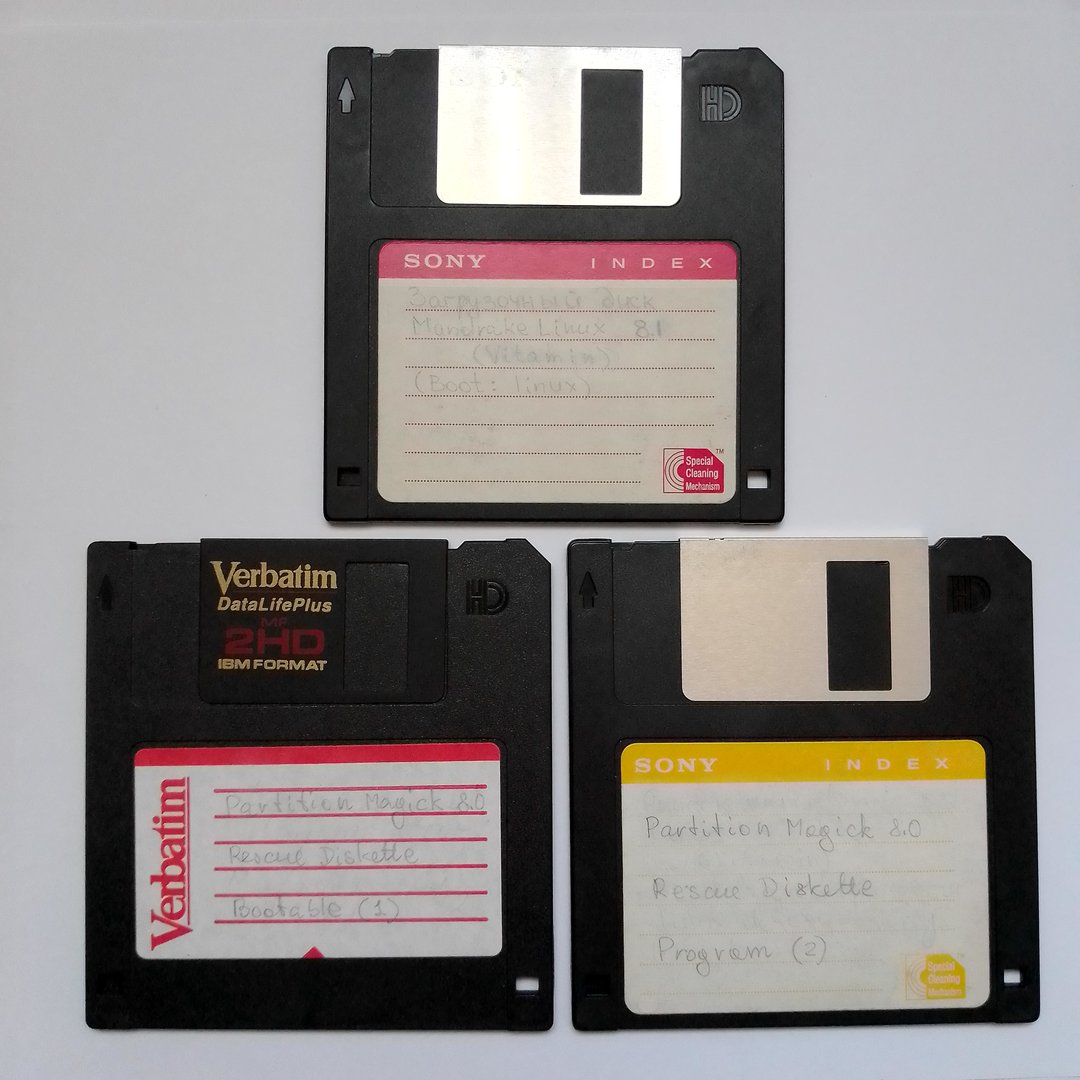 HD
SONY INDEX
Загрузочный диск
Mandrake Linux 8.1
(Vitamin)
(Boot: linux)
Special
Cleaning
Mechanism
TM
Verbatim
DataLifePlus
MF
2HD
IBM FORMAT
HD
Verbatim
Partition Magick 8.0
Rescue Diskette
Bootable (1)
HD
SONY INDEX
Partition Magick 8.0
Rescue Diskette
Program (2)
Special
Cleaning
Mechanism